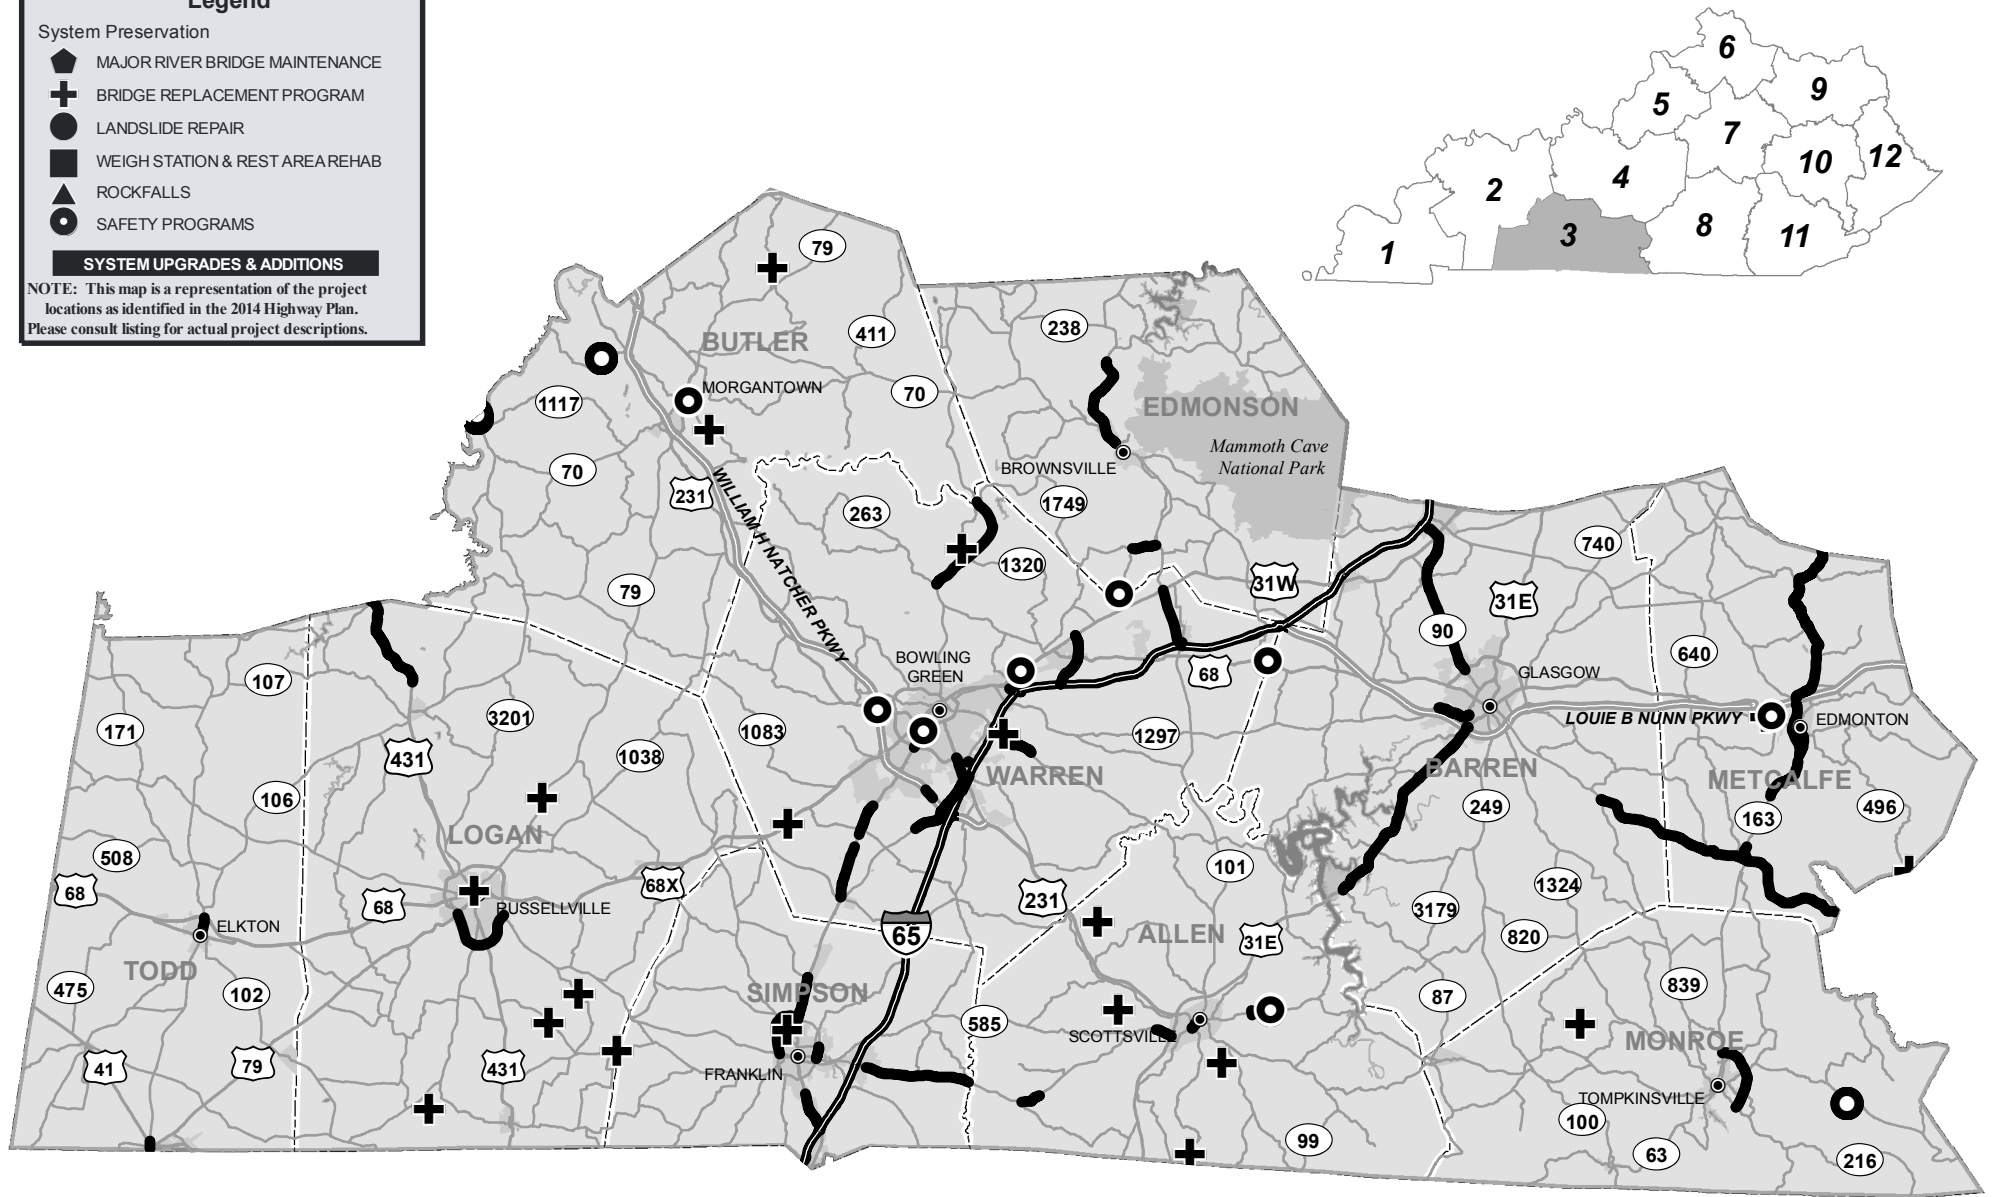 Legend
System Preservation
MAJOR RIVER BRIDGE MAINTENANCE
BRIDGE REPLACEMENT PROGRAM
LANDSLIDE REPAIR
WEIGH STATION & REST AREA REHAB
ROCKFALLS
SAFETY PROGRAMS
SYSTEM UPGRADES & ADDITIONS
NOTE: This map is a representation of the project
locations as identified in the 2014 Highway Plan.
Please consult listing for actual project descriptions.
6
5
9
7
12
10
4
2
8
3
11
1
79
BUTLER
411
238
MORGANTOWN
70
1117
EDMONSON
Mammoth Cave
National Park
BROWNSVILLE
70
231
WILLIAM H NATCHER PKWY
263
1749
1320
740
79
31W
31E
90
BOWLING
GREEN
68
GLASGOW
640
107
171
3201
431
1038
1083
1297
LOUIE B NUNN PKWY
EDMONTON
WARREN
BARREN
METCALFE
106
249
496
163
LOGAN
508
68
68
68X
RUSSELLVILLE
101
1324
231
3179
ELKTON
65
ALLEN
31E
820
TODD
475
102
SIMPSON
839
87
585
SCOTTSVILLE
MONROE
41
79
431
FRANKLIN
TOMPKINSVILLE
100
99
63
216